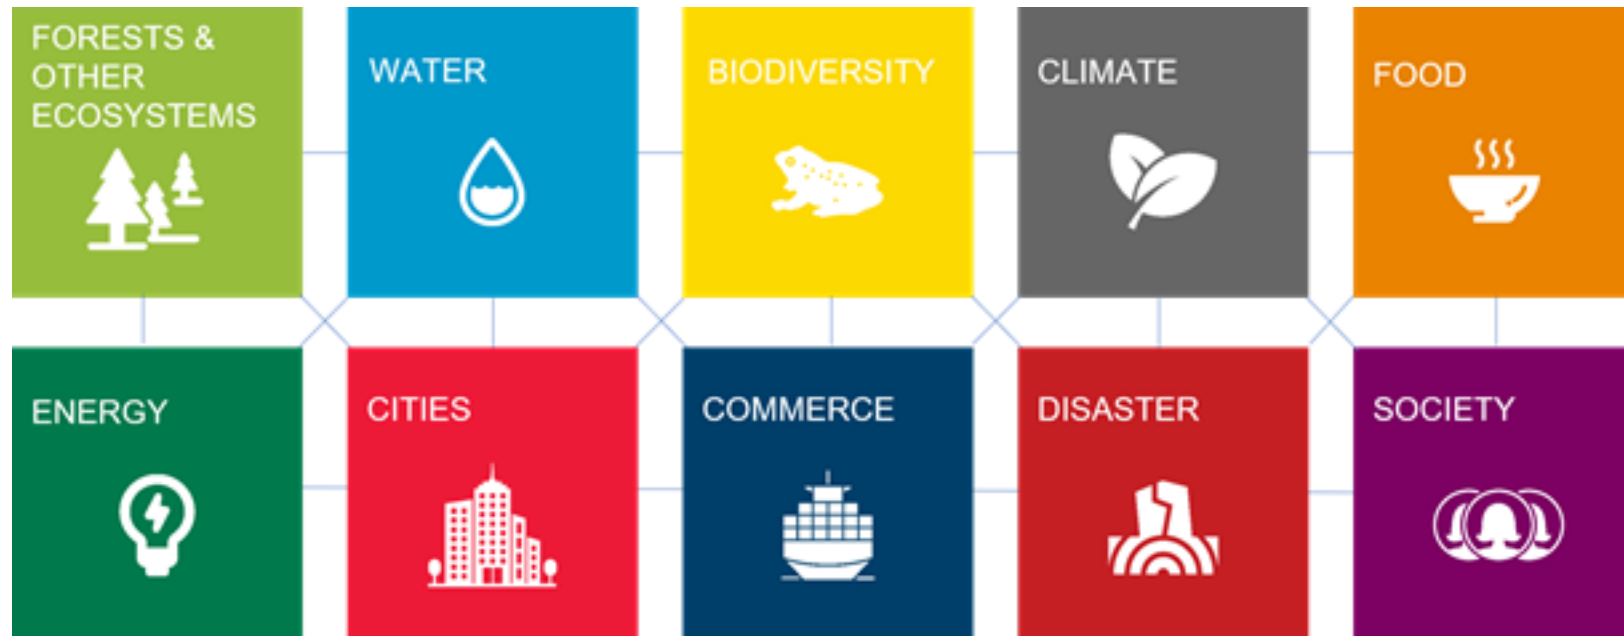 FORESTS &
OTHER
ECOSYSTEMS
WATER
BIODIVERSITY
CLIMATE
FOOD
ENERGY
CITIES
COMMERCE
DISASTER
SOCIETY